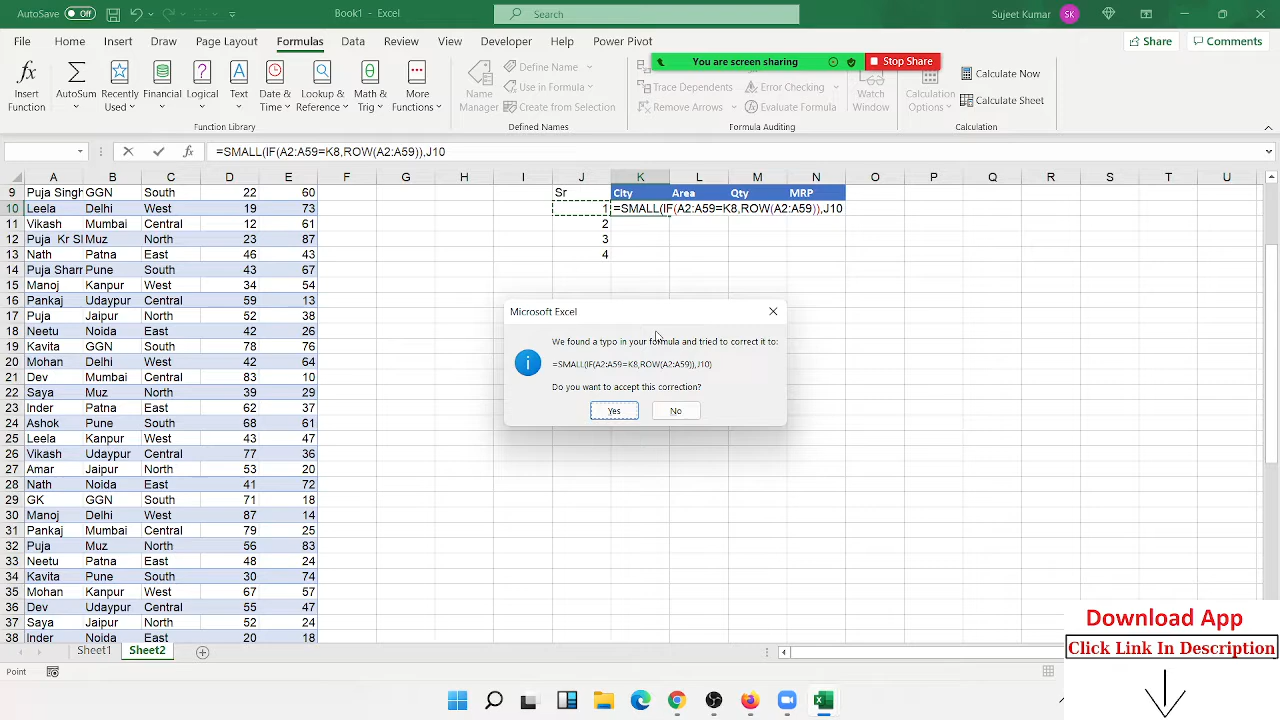 AutoSave Off Book1 - Excel Search Sujeet Kumar SK
File Home Insert Draw Page Layout Formulas Data Review View Developer Help Power Pivot Share Comments
You are screen sharing Stop Share
Insert Function
AutoSum
Recently Used
Financial
Logical
Text
Date & Time
Lookup & Reference
Math & Trig
More Functions
Function Library
Name Manager
Define Name
Use in Formula
Create from Selection
Defined Names
Trace Dependents
Remove Arrows
Error Checking
Evaluate Formula
Formula Auditing
Watch Window
Calculation Options
Calculate Now
Calculate Sheet
Calculation
=SMALL(IF(A2:A59=K8,ROW(A2:A59)),J10
A B C D E F G H I J K L M N O P Q R S T U
9 Puja Singh GGN South 22 60 Sr City Area Qty MRP
10 Leela Delhi West 19 73 1 =SMALL(IF(A2:A59=K8,ROW(A2:A59)),J10
11 Vikash Mumbai Central 12 61 2
12 Puja Kr Muz North 23 87 3
13 Nath Patna East 46 43 4
14 Puja Shar Pune South 43 67
15 Manoj Kanpur West 34 54
16 Pankaj Udaypur Central 59 13
17 Puja Jaipur North 52 38
18 Neetu Noida East 42 26
19 Kavita GGN South 78 76
20 Mohan Delhi West 42 64
21 Dev Mumbai Central 83 10
22 Saya Muz North 39 29
23 Inder Patna East 62 37
24 Ashok Pune South 68 61
25 Leela Kanpur West 43 47
26 Vikash Udaypur Central 77 36
27 Amar Jaipur North 53 20
28 Nath Noida East 41 72
29 GK GGN South 71 18
30 Manoj Delhi West 87 14
31 Pankaj Mumbai Central 79 25
32 Puja Muz North 56 83
33 Neetu Patna East 48 24
34 Kavita Pune South 30 74
35 Mohan Kanpur West 67 57
36 Dev Udaypur Central 55 47
37 Saya Jaipur North 52 24
38 Inder Noida East 20 18
Microsoft Excel
We found a typo in your formula and tried to correct it to:
=SMALL(IF(A2:A59=K8,ROW(A2:A59)),J10)
Do you want to accept this correction?
Yes No
Download App
Click Link In Description
Sheet1 Sheet2
Point